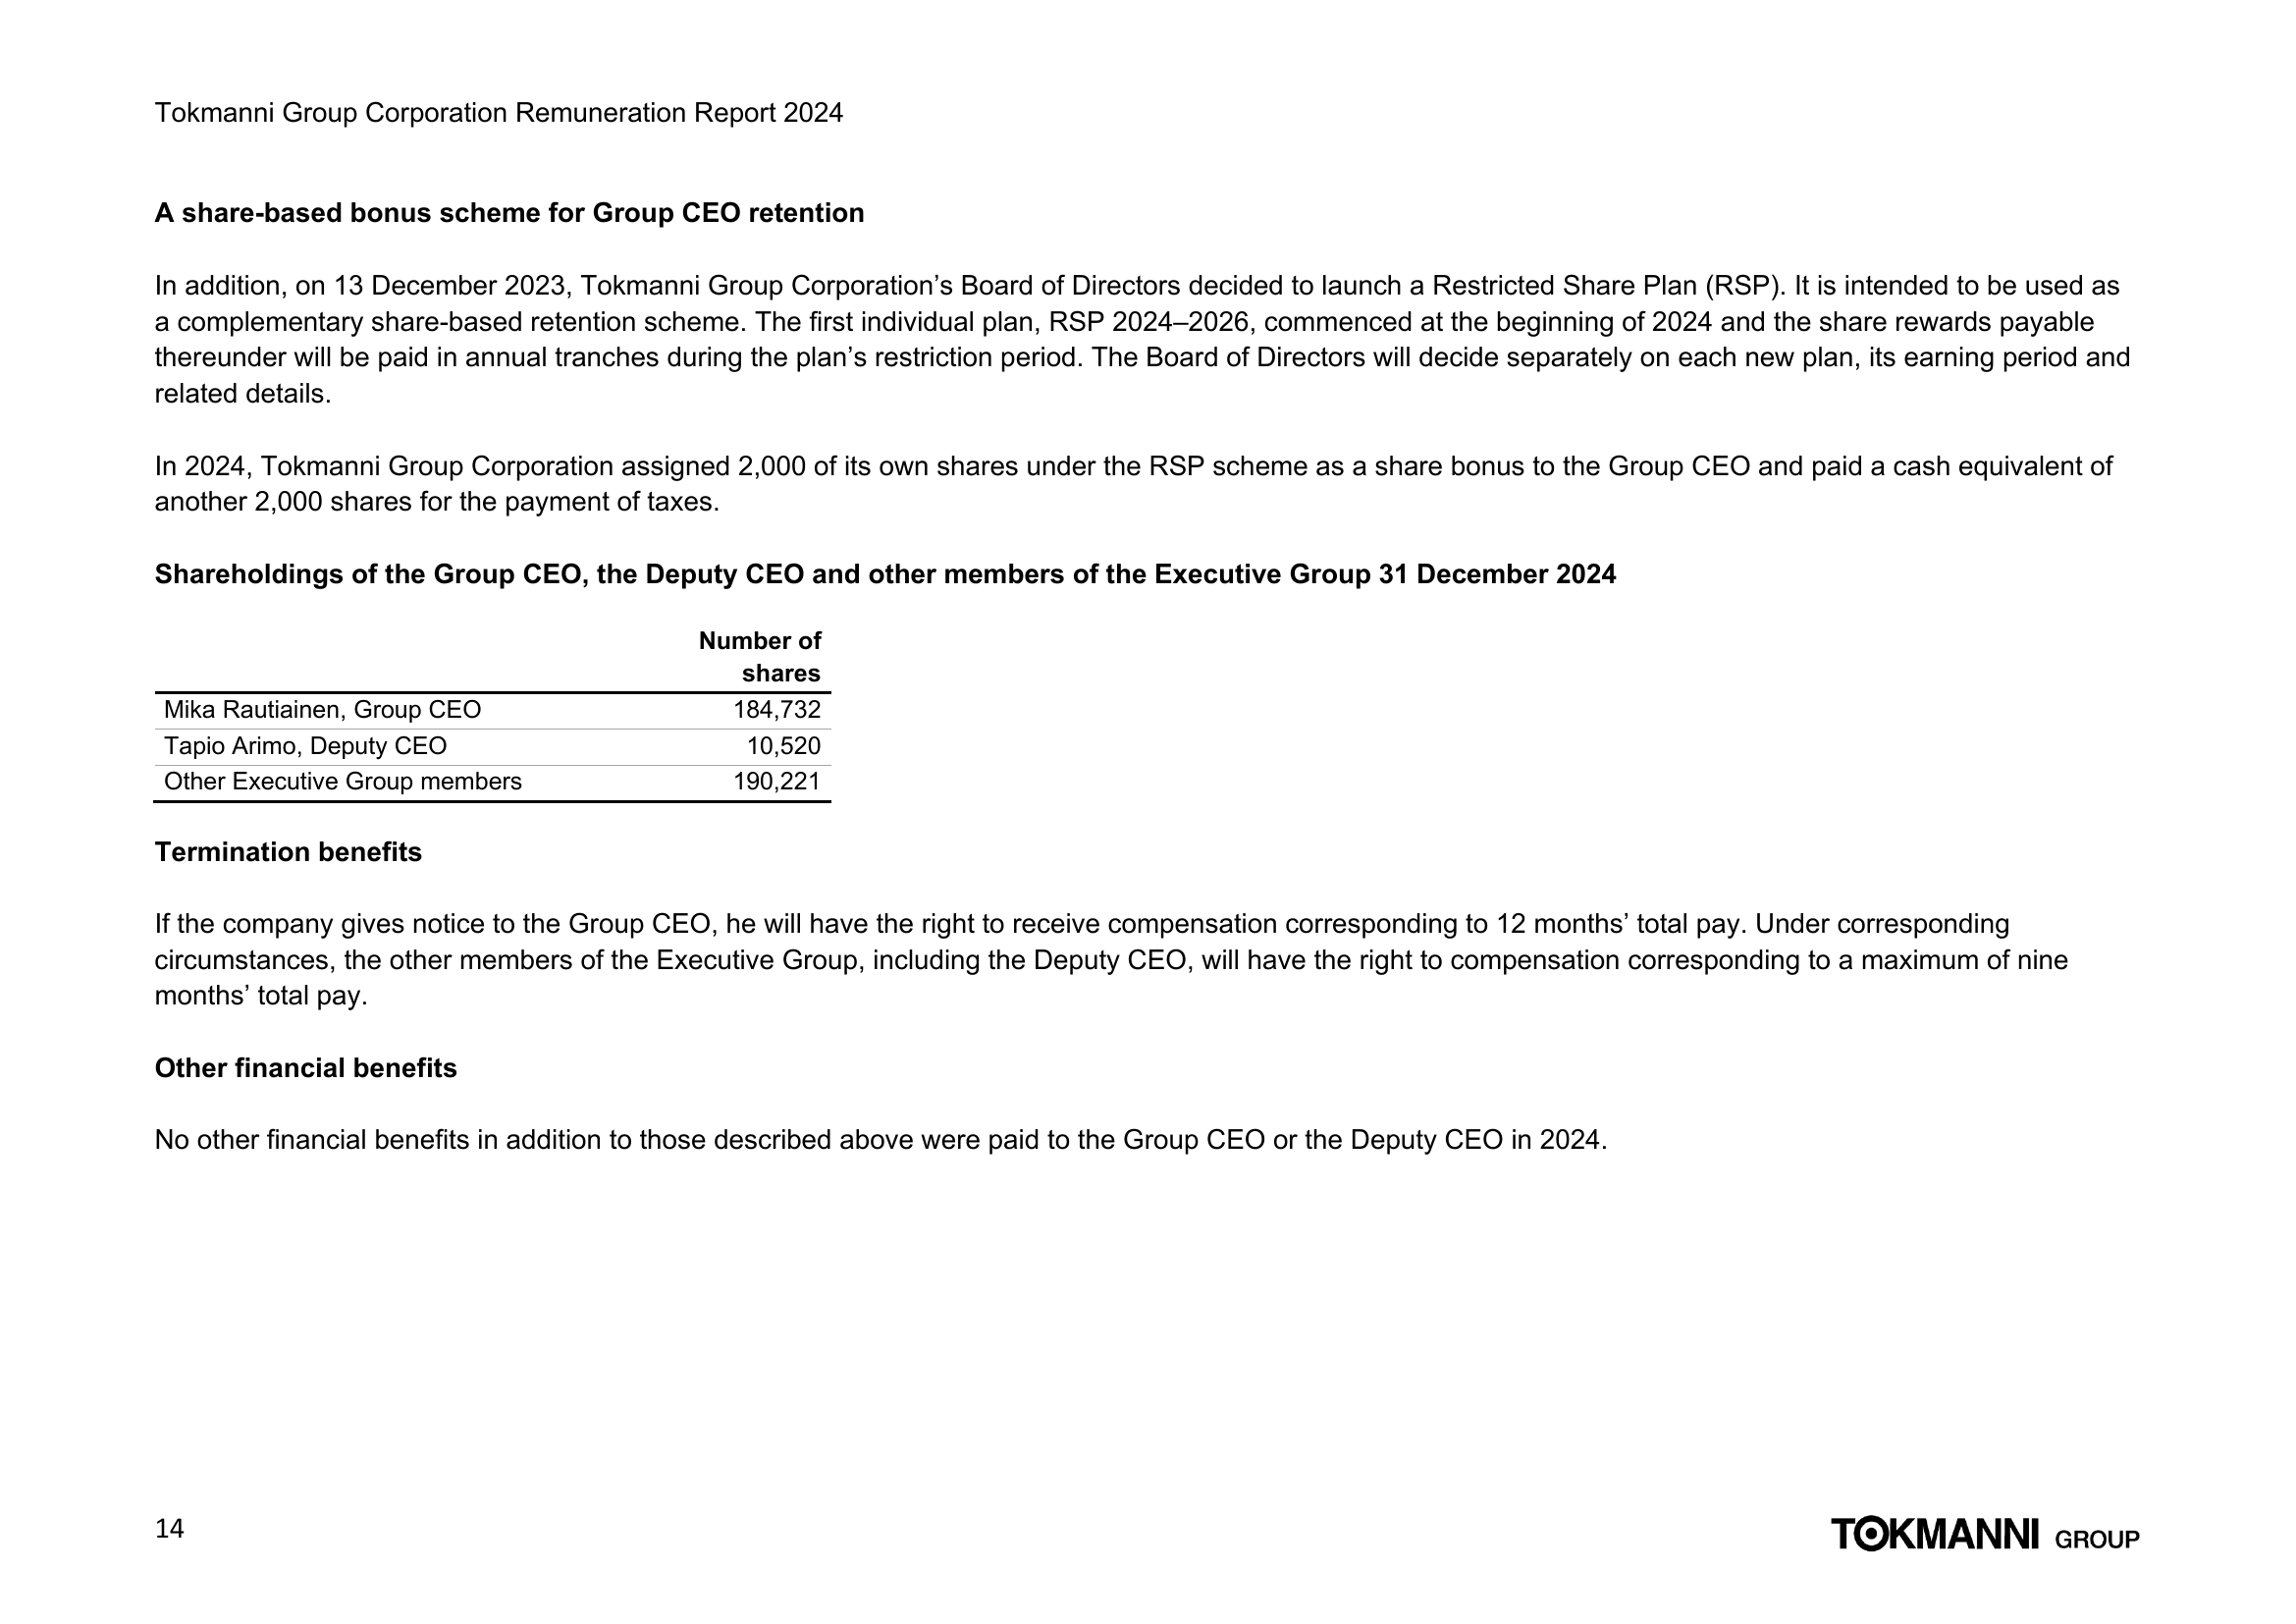 Tokmanni Group Corporation Remuneration Report 2024
A share-based bonus scheme for Group CEO retention
In addition, on 13 December 2023, Tokmanni Group Corporation’s Board of Directors decided to launch a Restricted Share Plan (RSP). It is intended to be used as
a complementary share-based retention scheme. The first individual plan, RSP 2024–2026, commenced at the beginning of 2024 and the share rewards payable
thereunder will be paid in annual tranches during the plan’s restriction period. The Board of Directors will decide separately on each new plan, its earning period and
related details.
In 2024, Tokmanni Group Corporation assigned 2,000 of its own shares under the RSP scheme as a share bonus to the Group CEO and paid a cash equivalent of
another 2,000 shares for the payment of taxes.
Shareholdings of the Group CEO, the Deputy CEO and other members of the Executive Group 31 December 2024
Number of
shares
Mika Rautiainen, Group CEO 184,732
Tapio Arimo, Deputy CEO 10,520
Other Executive Group members 190,221
Termination benefits
If the company gives notice to the Group CEO, he will have the right to receive compensation corresponding to 12 months’ total pay. Under corresponding
circumstances, the other members of the Executive Group, including the Deputy CEO, will have the right to compensation corresponding to a maximum of nine
months’ total pay.
Other financial benefits
No other financial benefits in addition to those described above were paid to the Group CEO or the Deputy CEO in 2024.
14
TOKMANNI GROUP